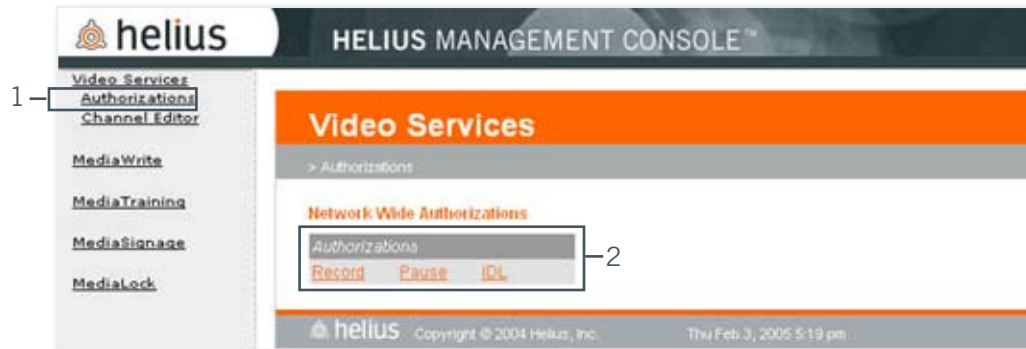 helius
HELIUS MANAGEMENT CONSOLE™
Video Services
1
Authorizations
Channel Editor
MediaWrite
MediaTraining
MediaSignage
MediaLock
Video Services
> Authorizations
Network Wide Authorizations
Authorizations
Record Pause IDL
2
helius Copyright © 2004 Helius, Inc. Thu Feb 3, 2005 5:19 pm